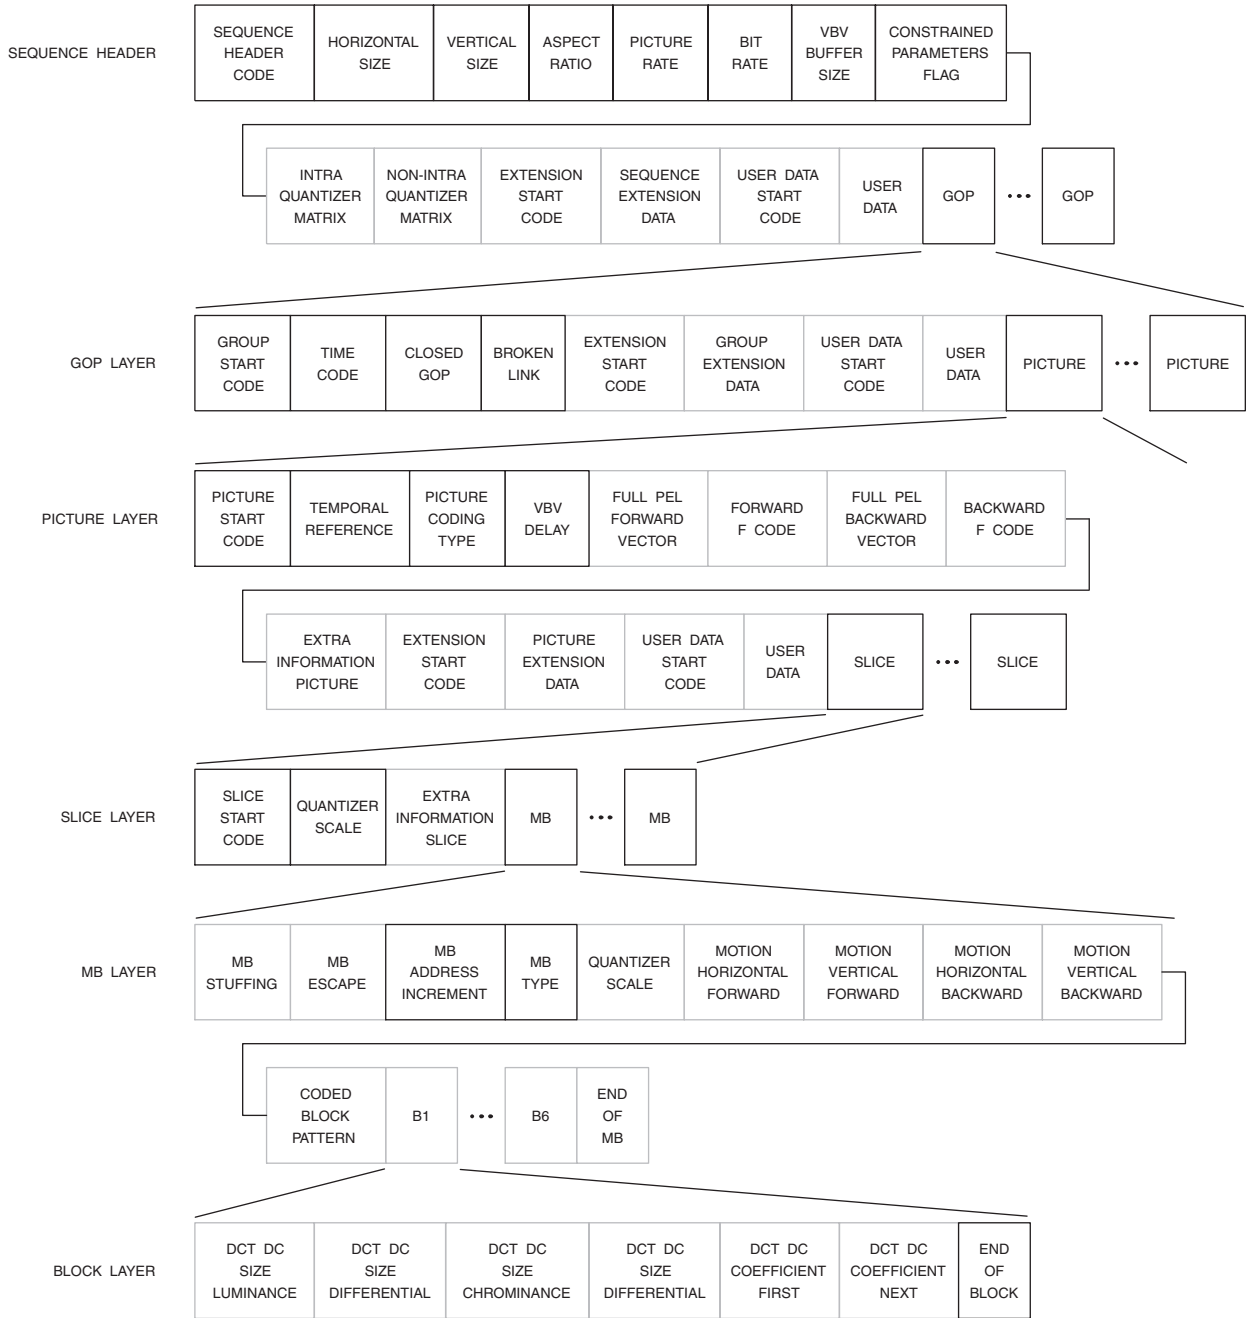 SEQUENCE HEADER
SEQUENCE
HEADER
CODE
HORIZONTAL
SIZE
VERTICAL
SIZE
ASPECT
RATIO
PICTURE
RATE
BIT
RATE
VBV
BUFFER
SIZE
CONSTRAINED
PARAMETERS
FLAG
INTRA
QUANTIZER
MATRIX
NON-INTRA
QUANTIZER
MATRIX
EXTENSION
START
CODE
SEQUENCE
EXTENSION
DATA
USER DATA
START
CODE
USER
DATA
GOP
•••
GOP
GOP LAYER
GROUP
START
CODE
TIME
CODE
CLOSED
GOP
BROKEN
LINK
EXTENSION
START
CODE
GROUP
EXTENSION
DATA
USER DATA
START
CODE
USER
DATA
PICTURE
•••
PICTURE
PICTURE LAYER
PICTURE
START
CODE
TEMPORAL
REFERENCE
PICTURE
CODING
TYPE
VBV
DELAY
FULL PEL
FORWARD
VECTOR
FORWARD
F CODE
FULL PEL
BACKWARD
VECTOR
BACKWARD
F CODE
EXTRA
INFORMATION
PICTURE
EXTENSION
START
CODE
PICTURE
EXTENSION
DATA
USER DATA
START
CODE
USER
DATA
SLICE
•••
SLICE
SLICE LAYER
SLICE
START
CODE
QUANTIZER
SCALE
EXTRA
INFORMATION
SLICE
MB
•••
MB
MB LAYER
MB
STUFFING
MB
ESCAPE
MB
ADDRESS
INCREMENT
MB
TYPE
QUANTIZER
SCALE
MOTION
HORIZONTAL
FORWARD
MOTION
VERTICAL
FORWARD
MOTION
HORIZONTAL
BACKWARD
MOTION
VERTICAL
BACKWARD
CODED
BLOCK
PATTERN
B1
•••
B6
END
OF
MB
BLOCK LAYER
DCT DC
SIZE
LUMINANCE
DCT DC
SIZE
DIFFERENTIAL
DCT DC
SIZE
CHROMINANCE
DCT DC
SIZE
DIFFERENTIAL
DCT DC
COEFFICIENT
FIRST
DCT DC
COEFFICIENT
NEXT
END
OF
BLOCK